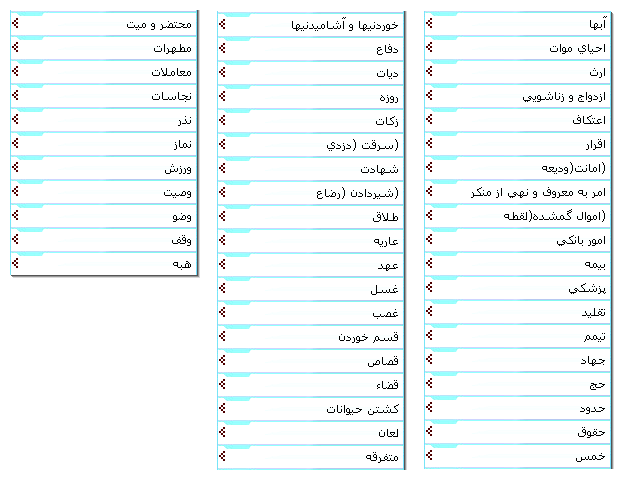 آبها
احياي موات
ارث
ازدواج و زناشويي
اعتكاف
اقرار
(امانت(وديعه
امر به معروف و نهي از منكر
(اموال گمشده(لقطه
امور بانكي
بيمه
پزشكي
تقليد
تيمم
جهاد
حج
حدود
حقوق
خمس
خوردنيها و آشاميدنيها
دفاع
ديات
روزه
زكات
(سرقت (دزدي
شهادت
(شيردادن (رضاع
طلاق
عاريه
عهد
غسل
غصب
قسم خوردن
قصاص
قضاء
كشتن حيوانات
لعان
متفرقه
محتضر و ميت
مطهرات
معاملات
نجاسات
نذر
نماز
ورزش
وصيت
وضو
وقف
هبه